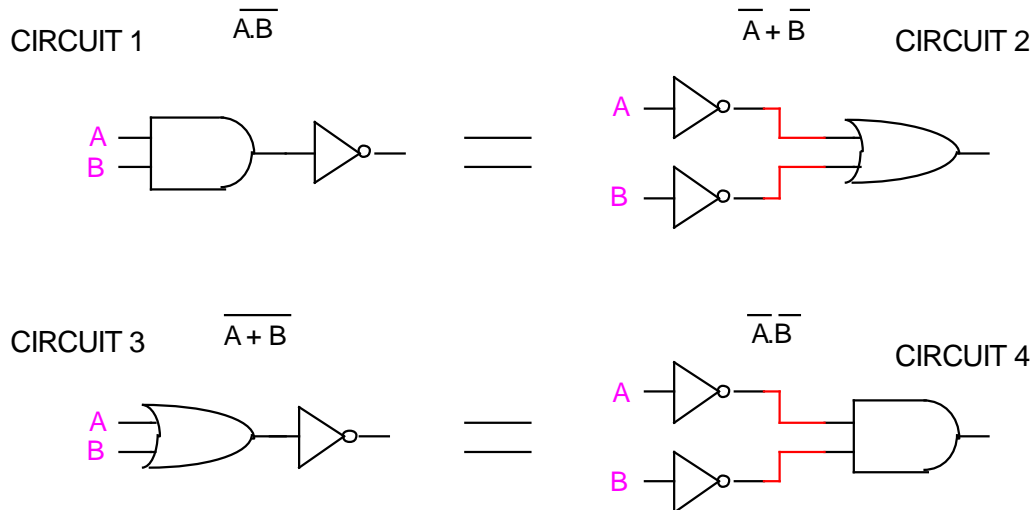 CIRCUIT 1
A̅.̅B̅
A̅ + B̅
CIRCUIT 2
A
B
A
B
CIRCUIT 3
A̅ ̅+̅ ̅B̅
A̅.B̅
CIRCUIT 4
A
B
A
B